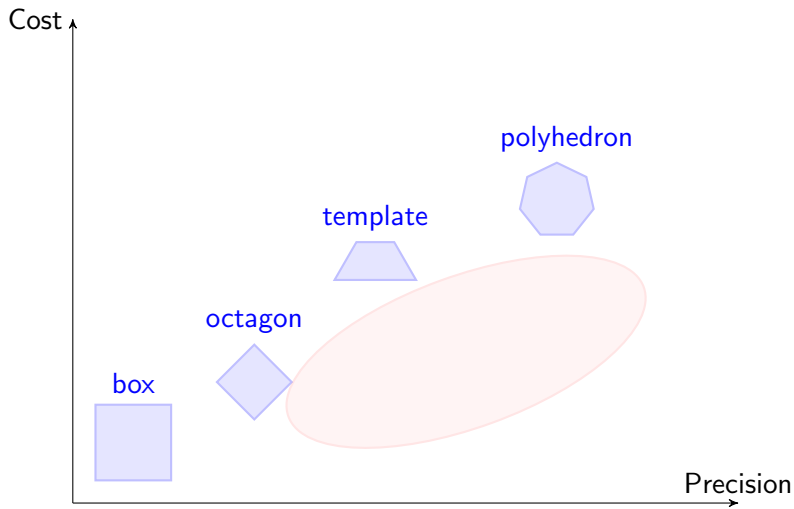 Cost
polyhedron
template
octagon
box
Precision